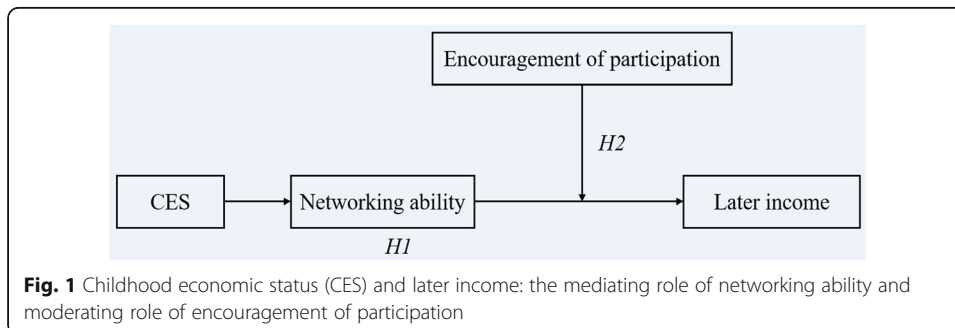 Encouragement of participation
H2
CES
Networking ability
Later income
H1
Fig. 1 Childhood economic status (CES) and later income: the mediating role of networking ability and
moderating role of encouragement of participation